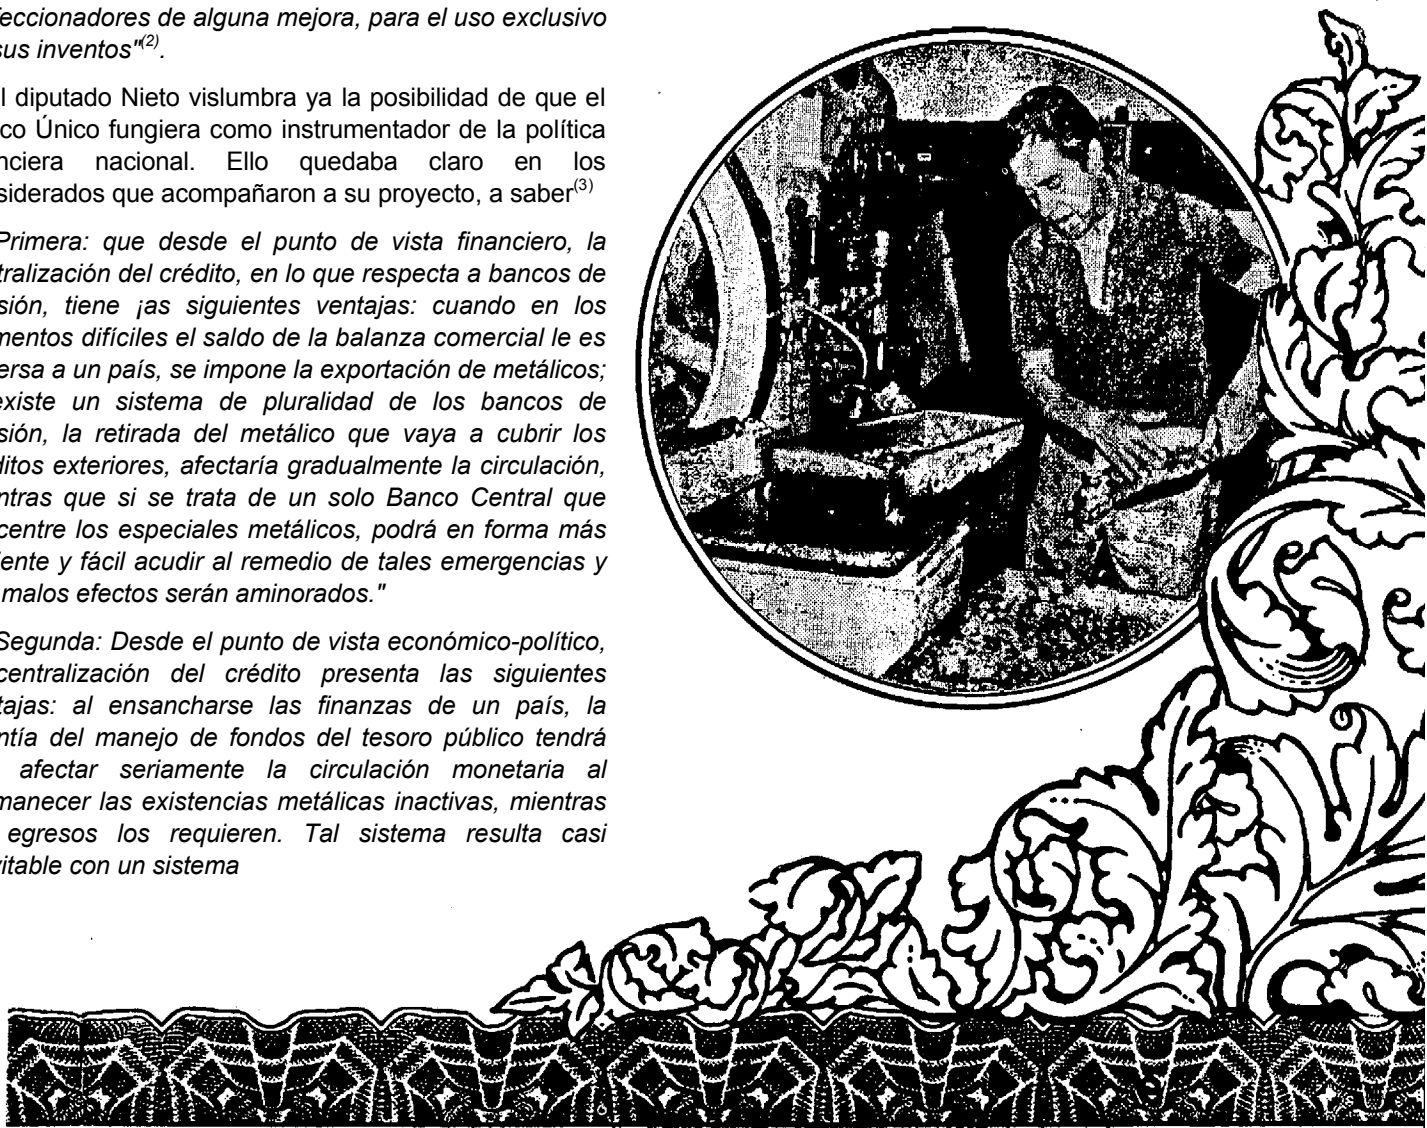 feccionadores de alguna mejora, para el uso exclusivo
sus inventos"(2).
l diputado Nieto vislumbra ya la posibilidad de que el
co Único fungiera como instrumentador de la política
nciera nacional. Ello quedaba claro en los
siderados que acompañaron a su proyecto, a saber(3)
Primera: que desde el punto de vista financiero, la
tralización del crédito, en lo que respecta a bancos de
sión, tiene ¡as siguientes ventajas: cuando en los
mentos difíciles el saldo de la balanza comercial le es
ersa a un país, se impone la exportación de metálicos;
existe un sistema de pluralidad de los bancos de
sión, la retirada del metálico que vaya a cubrir los
ditos exteriores, afectaría gradualmente la circulación,
ntras que si se trata de un solo Banco Central que
centre los especiales metálicos, podrá en forma más
iente y fácil acudir al remedio de tales emergencias y
malos efectos serán aminorados."
Segunda: Desde el punto de vista económico-político,
centralización del crédito presenta las siguientes
tajas: al ensancharse las finanzas de un país, la
ntía del manejo de fondos del tesoro público tendrá
afectar seriamente la circulación monetaria al
manecer las existencias metálicas inactivas, mientras
egresos los requieren. Tal sistema resulta casi
vitable con un sistema